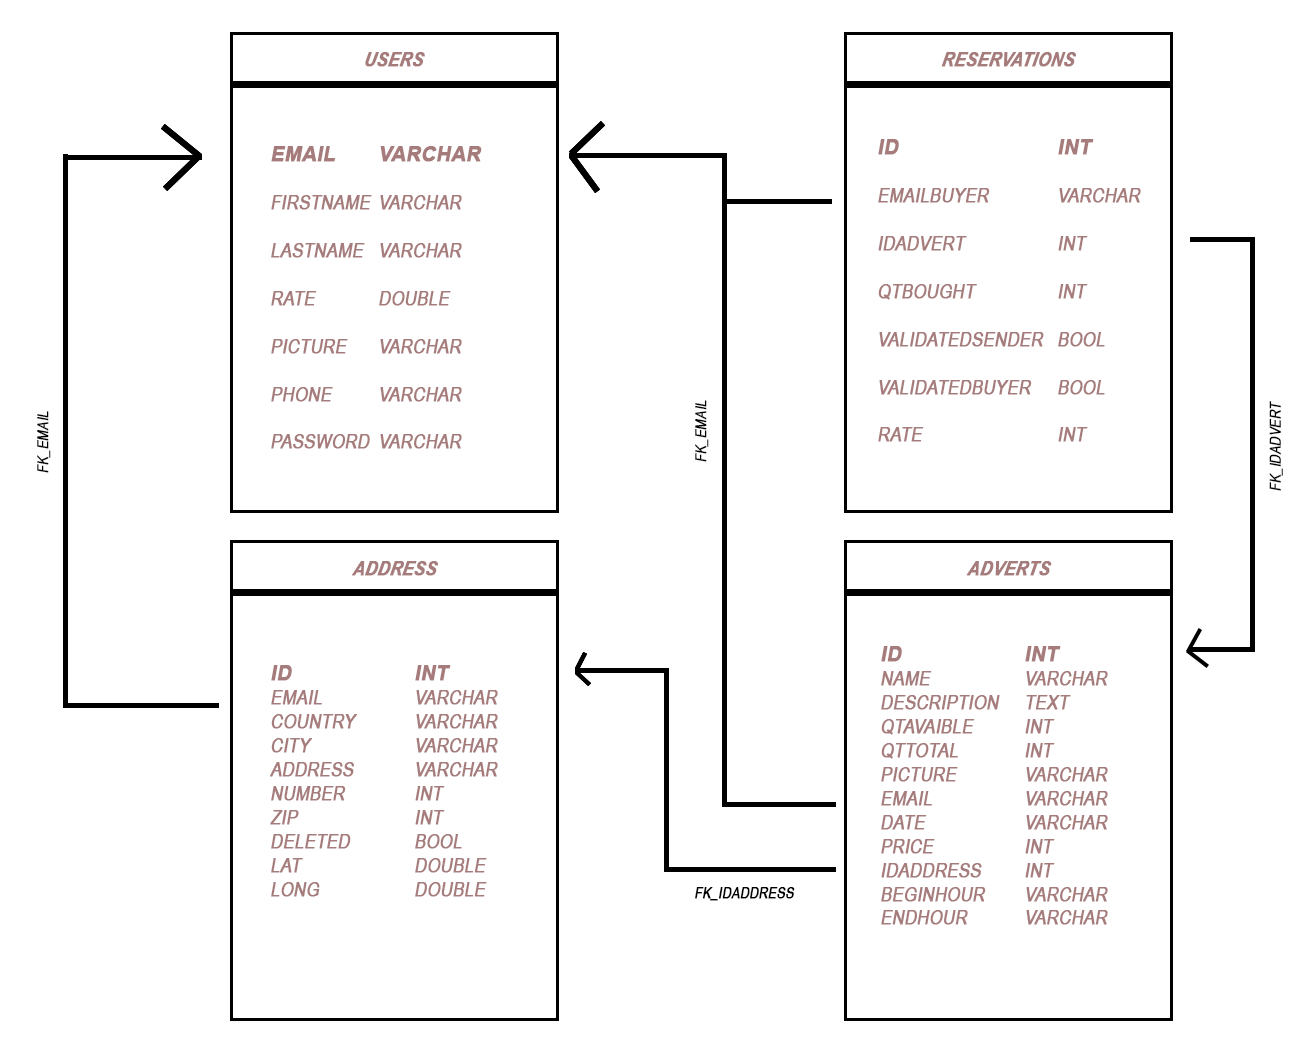 USERS
EMAIL VARCHAR
FIRSTNAME VARCHAR
LASTNAME VARCHAR
RATE DOUBLE
PICTURE VARCHAR
PHONE VARCHAR
PASSWORD VARCHAR
RESERVATIONS
ID INT
EMAILBUYER VARCHAR
IDADVERT INT
QTBOUGHT INT
VALIDATEDSENDER BOOL
VALIDATEDBUYER BOOL
RATE INT
FK_EMAIL
FK_EMAIL
FK_IDADVERT
ADDRESS
ID INT
EMAIL VARCHAR
COUNTRY VARCHAR
CITY VARCHAR
ADDRESS VARCHAR
NUMBER INT
ZIP INT
DELETED BOOL
LAT DOUBLE
LONG DOUBLE
FK_IDADDRESS
ADVERTS
ID INT
NAME VARCHAR
DESCRIPTION TEXT
QTAVAIBLE INT
QTTOTAL INT
PICTURE VARCHAR
EMAIL VARCHAR
DATE VARCHAR
PRICE INT
IDADDRESS INT
BEGINHOUR VARCHAR
ENDHOUR VARCHAR